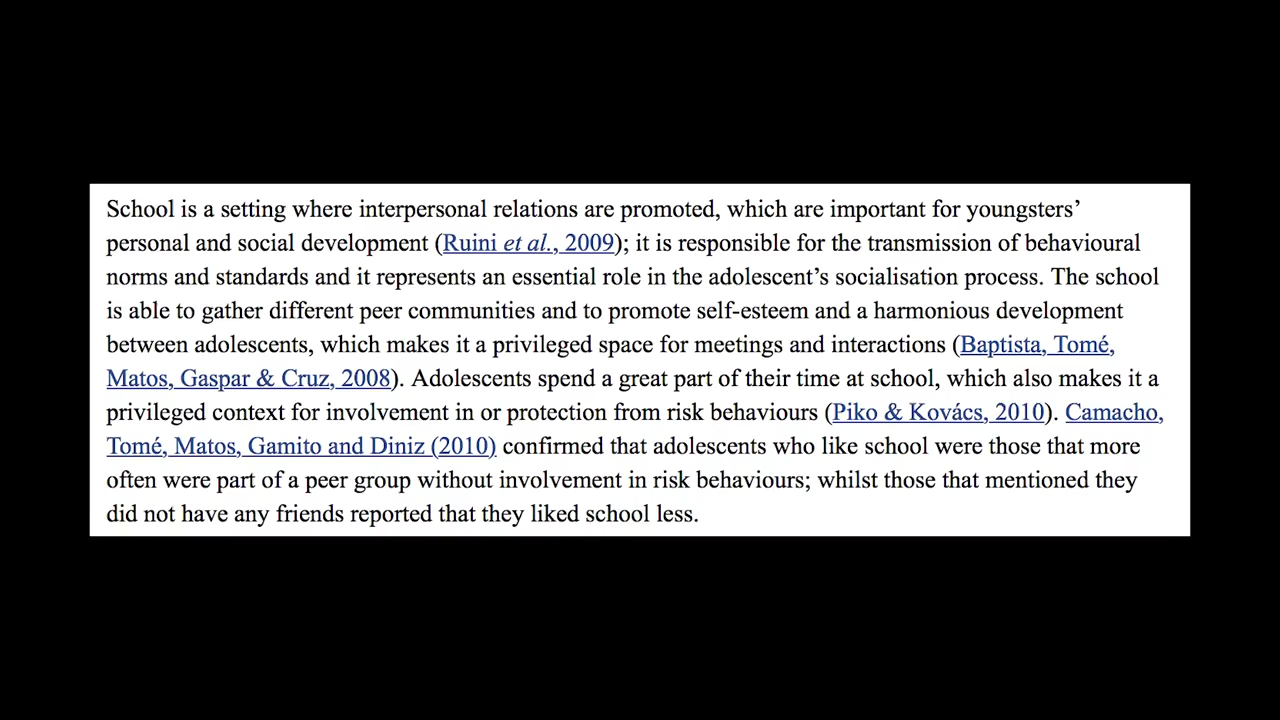 School is a setting where interpersonal relations are promoted, which are important for youngsters’
personal and social development (Ruini et al., 2009); it is responsible for the transmission of behavioural
norms and standards and it represents an essential role in the adolescent’s socialisation process. The school
is able to gather different peer communities and to promote self-esteem and a harmonious development
between adolescents, which makes it a privileged space for meetings and interactions (Baptista, Tomé,
Matos, Gaspar & Cruz, 2008). Adolescents spend a great part of their time at school, which also makes it a
privileged context for involvement in or protection from risk behaviours (Piko & Kovács, 2010). Camacho,
Tomé, Matos, Gamito and Diniz (2010) confirmed that adolescents who like school were those that more
often were part of a peer group without involvement in risk behaviours; whilst those that mentioned they
did not have any friends reported that they liked school less.